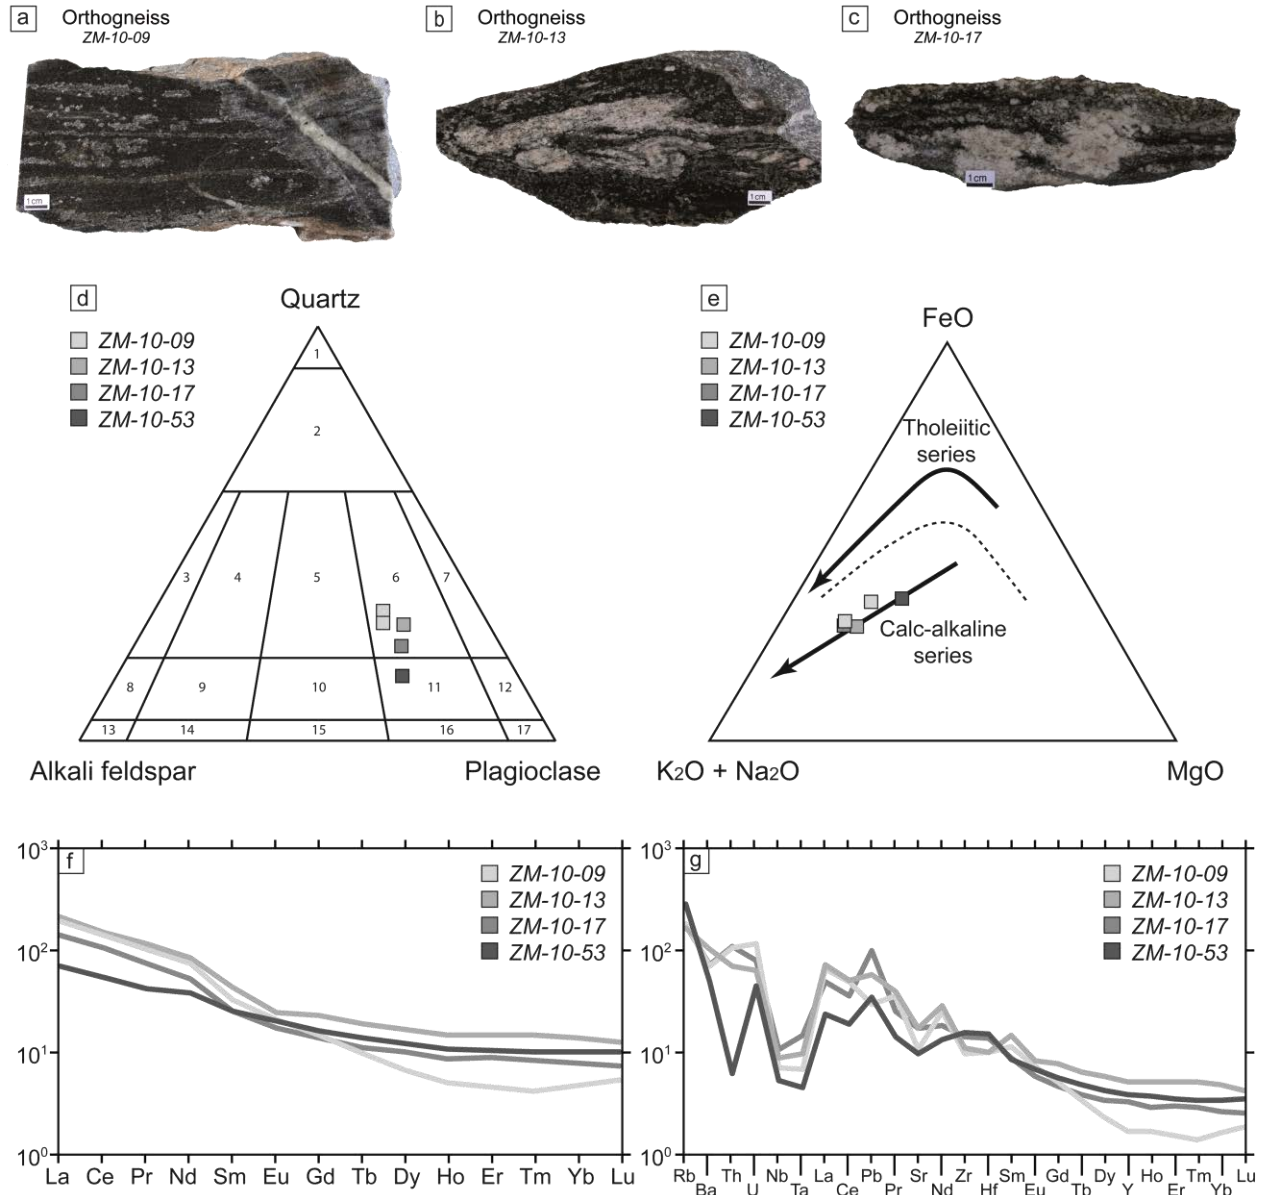 a Orthogneiss
ZM-10-09
b Orthogneiss
ZM-10-13
c Orthogneiss
ZM-10-17
1cm
1cm
1cm
d
Quartz
ZM-10-09
ZM-10-13
ZM-10-17
ZM-10-53
1
2
3 4 5 6 7
8 9 10 11 12
13 14 15 16 17
Alkali feldspar Plagioclase
e
FeO
ZM-10-09
ZM-10-13
ZM-10-17
ZM-10-53
Tholeiitic
series
Calc-alkaline
series
K2O + Na2O MgO
f
10³
10²
10¹
10⁰
ZM-10-09
ZM-10-13
ZM-10-17
ZM-10-53
La Ce Pr Nd Sm Eu Gd Tb Dy Ho Er Tm Yb Lu
g
10³
10²
10¹
10⁰
ZM-10-09
ZM-10-13
ZM-10-17
ZM-10-53
Rb Th Nb La Pb Sr Zr Sm Gd Dy Ho Tm Lu
Ba U Ta Ce Pr Nd Hf Eu Tb Y Er Yb